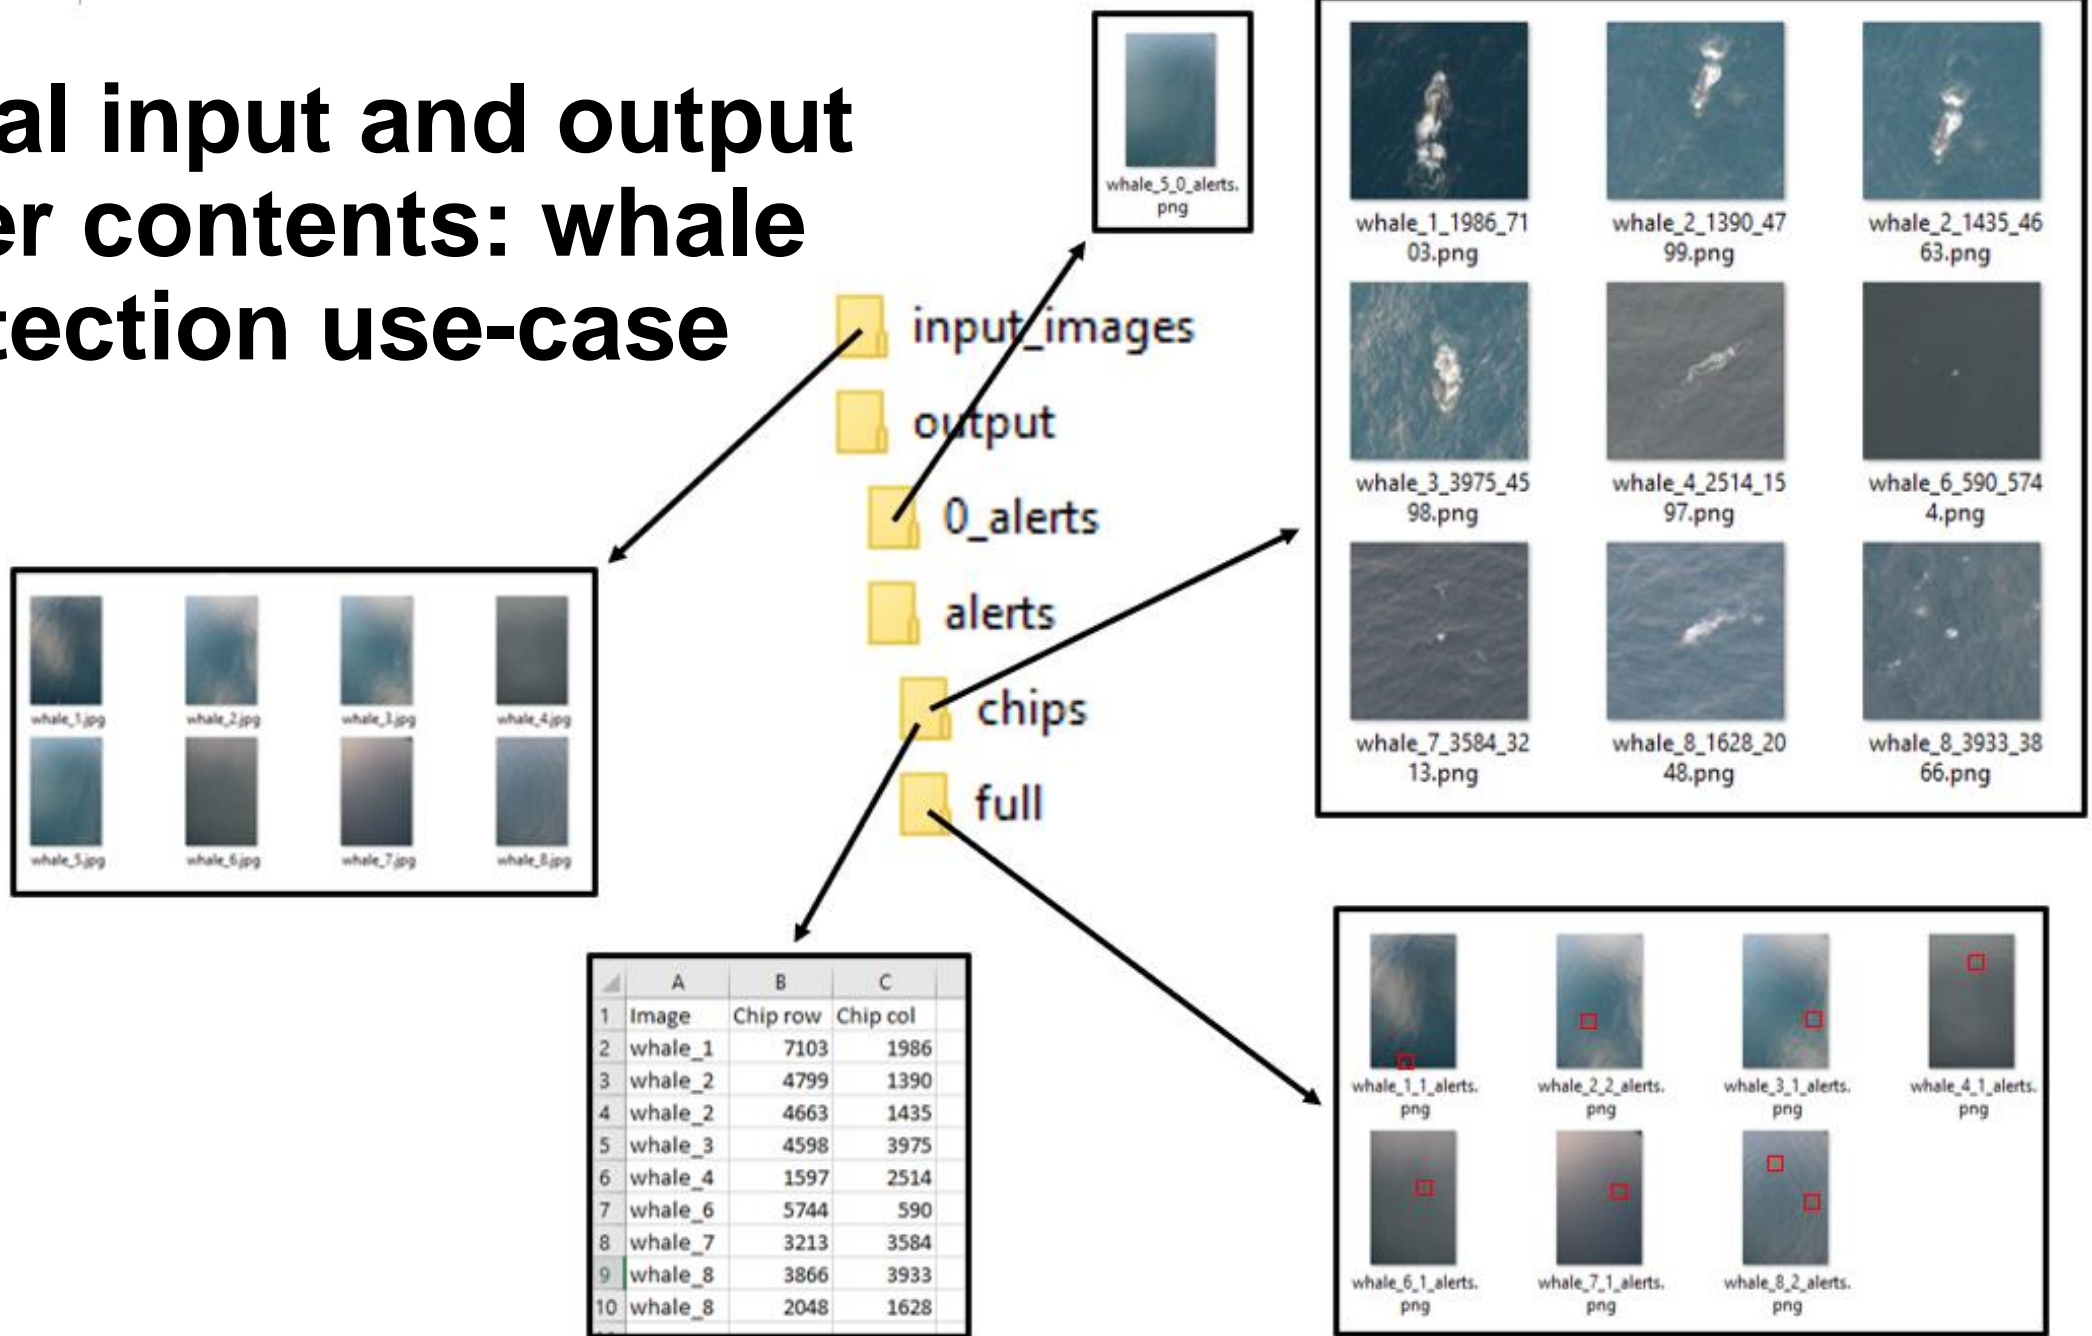 al input and output
er contents: whale
tection use-case
whale_5_0_alerts.
png
input_images
output
0_alerts
alerts
chips
full
whale_1.jpg whale_2.jpg whale_3.jpg whale_4.jpg
whale_5.jpg whale_6.jpg whale_7.jpg whale_8.jpg
whale_1_1986_71
03.png
whale_2_1390_47
99.png
whale_2_1435_46
63.png
whale_3_3975_45
98.png
whale_4_2514_15
97.png
whale_6_590_574
4.png
whale_7_3584_32
13.png
whale_8_1628_20
48.png
whale_8_3933_38
66.png
A B C
1 Image Chip row Chip col
2 whale_1 7103 1986
3 whale_2 4799 1390
4 whale_2 4663 1435
5 whale_3 4598 3975
6 whale_4 1597 2514
7 whale_6 5744 590
8 whale_7 3213 3584
9 whale_8 3866 3933
10 whale_8 2048 1628
whale_1_1_alerts.
png
whale_2_2_alerts.
png
whale_3_1_alerts.
png
whale_4_1_alerts.
png
whale_6_1_alerts.
png
whale_7_1_alerts.
png
whale_8_2_alerts.
png